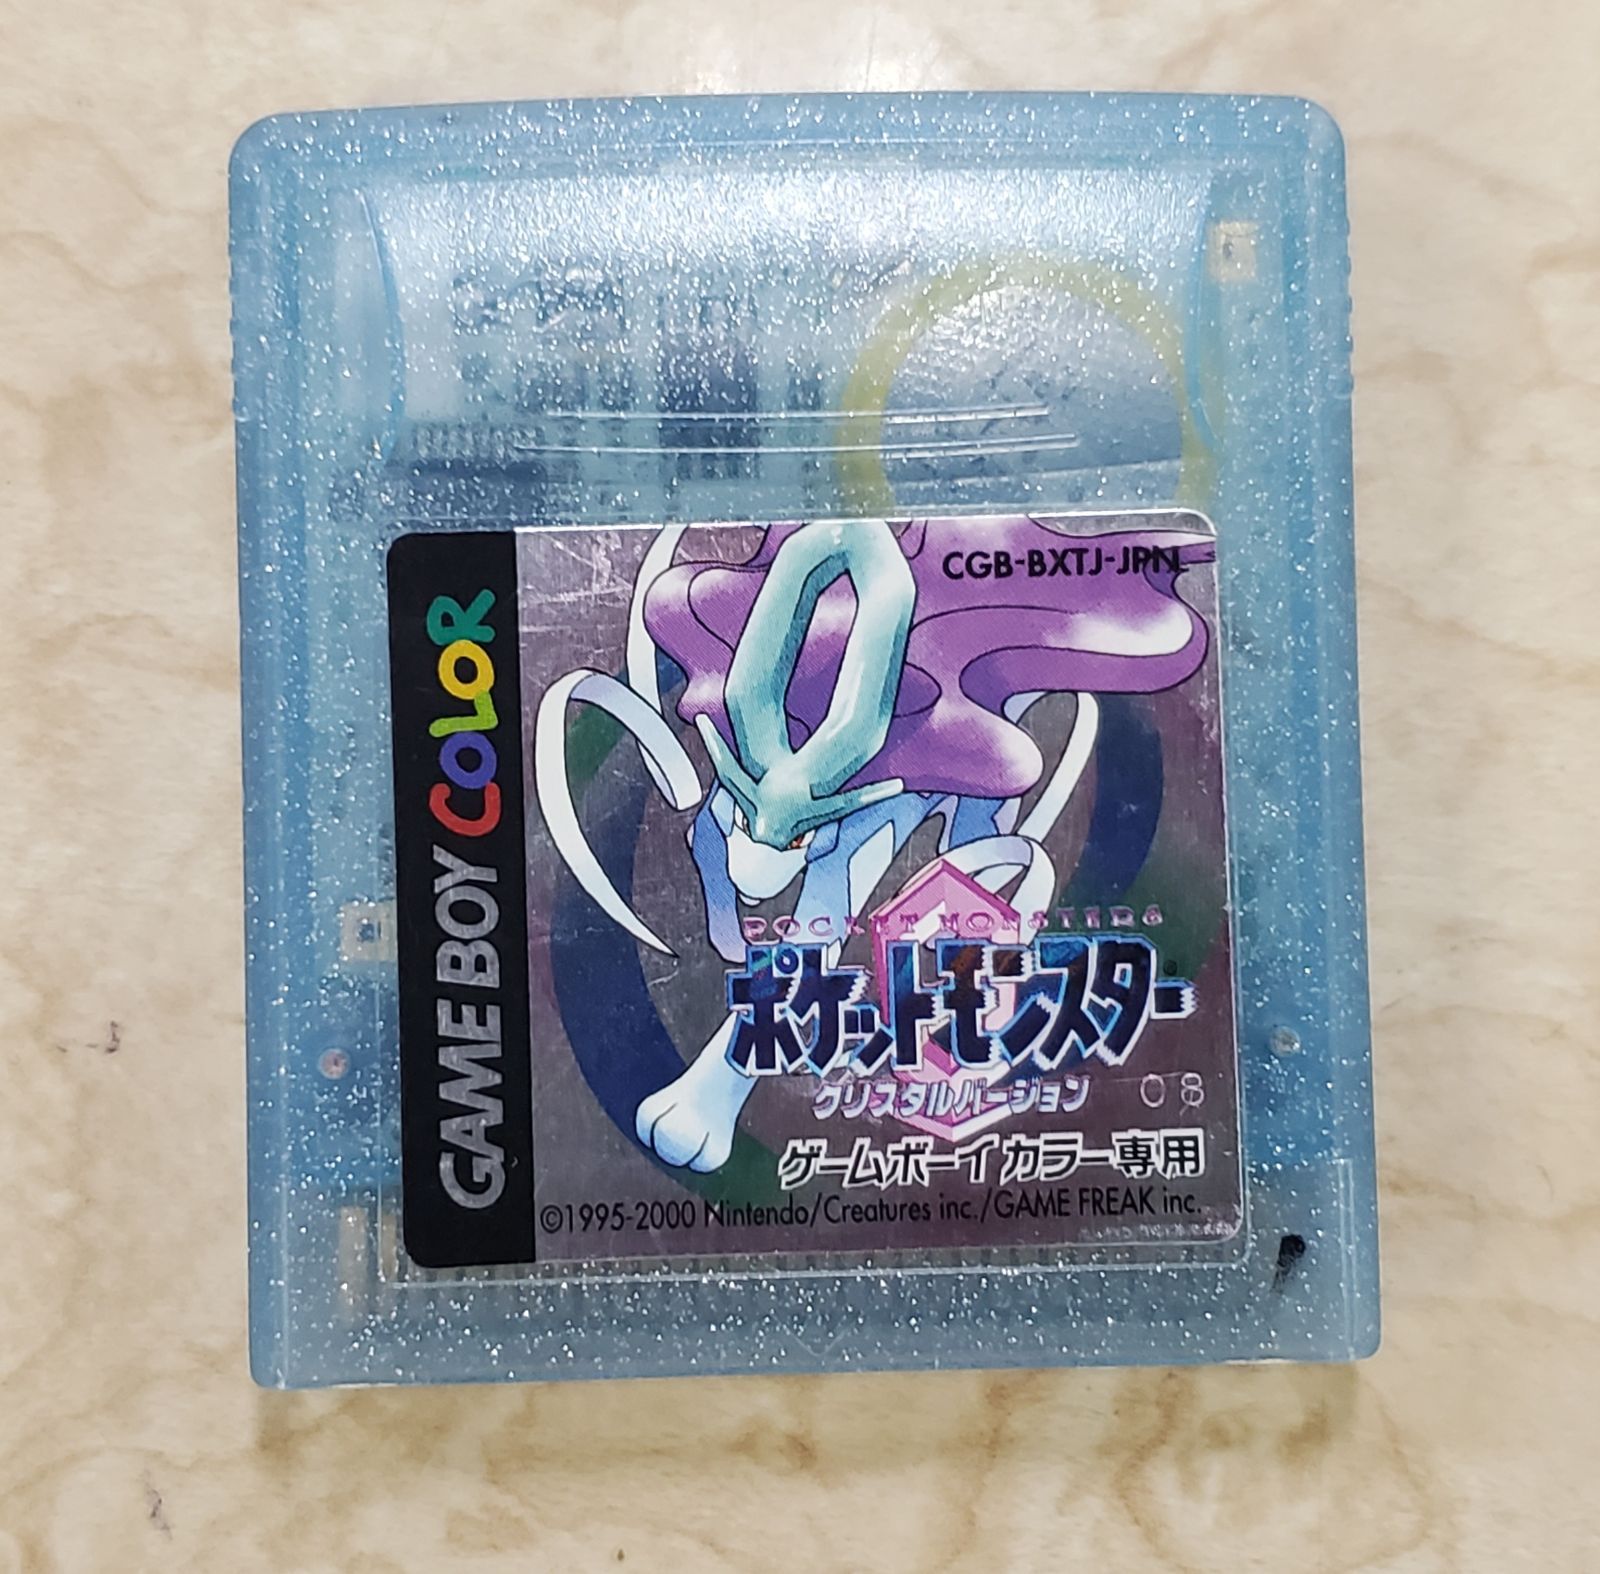 GAME BOY COLOR
CGB-BXTJ-JPN
POCKET MONSTERS
ポケットモンスター®
クリスタルバージョン 08
ゲームボーイカラー専用
©1995-2000 Nintendo/Creatures inc./GAME FREAK inc.